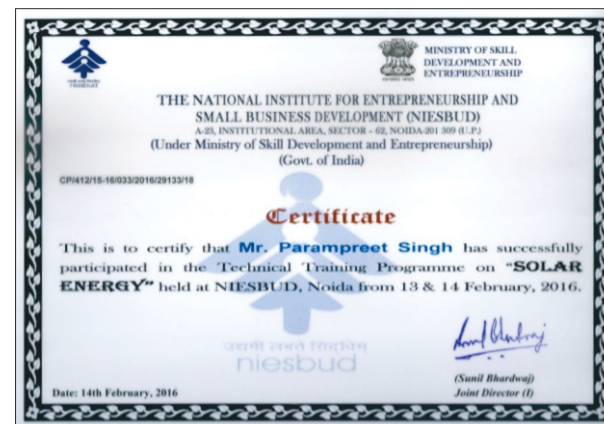 MINISTRY OF SKILL
DEVELOPMENT AND
ENTREPRENEURSHIP
THE NATIONAL INSTITUTE FOR ENTREPRENEURSHIP AND
SMALL BUSINESS DEVELOPMENT (NIESBUD)
A-23, INSTITUTIONAL AREA, SECTOR – 62, NOIDA-201 309 (U.P.)
(Under Ministry of Skill Development and Entrepreneurship)
(Govt. of India)
CP/412/15-16/033/2016/29133/18
Certificate
This is to certify that Mr. Parampreet Singh has successfully
participated in the Technical Training Programme on "SOLAR
ENERGY" held at NIESBUD, Noida from 13 & 14 February, 2016.
niesbud
(Sunil Bhardwaj)
Date: 14th February, 2016 Joint Director (I)